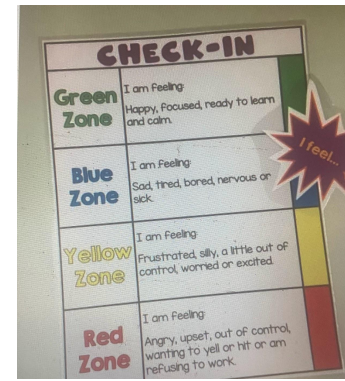 CHECK-IN
Green
Zone
I am feeling:
Happy, focused, ready to learn
and calm.
Blue
Zone
I am feeling:
Sad, tired, bored, nervous or
sick.
I feel...
Yellow
Zone
I am feeling:
Frustrated, silly, a little out of
control, worried or excited.
Red
Zone
I am feeling:
Angry, upset, out of control,
wanting to yell or hit or am
refusing to work.